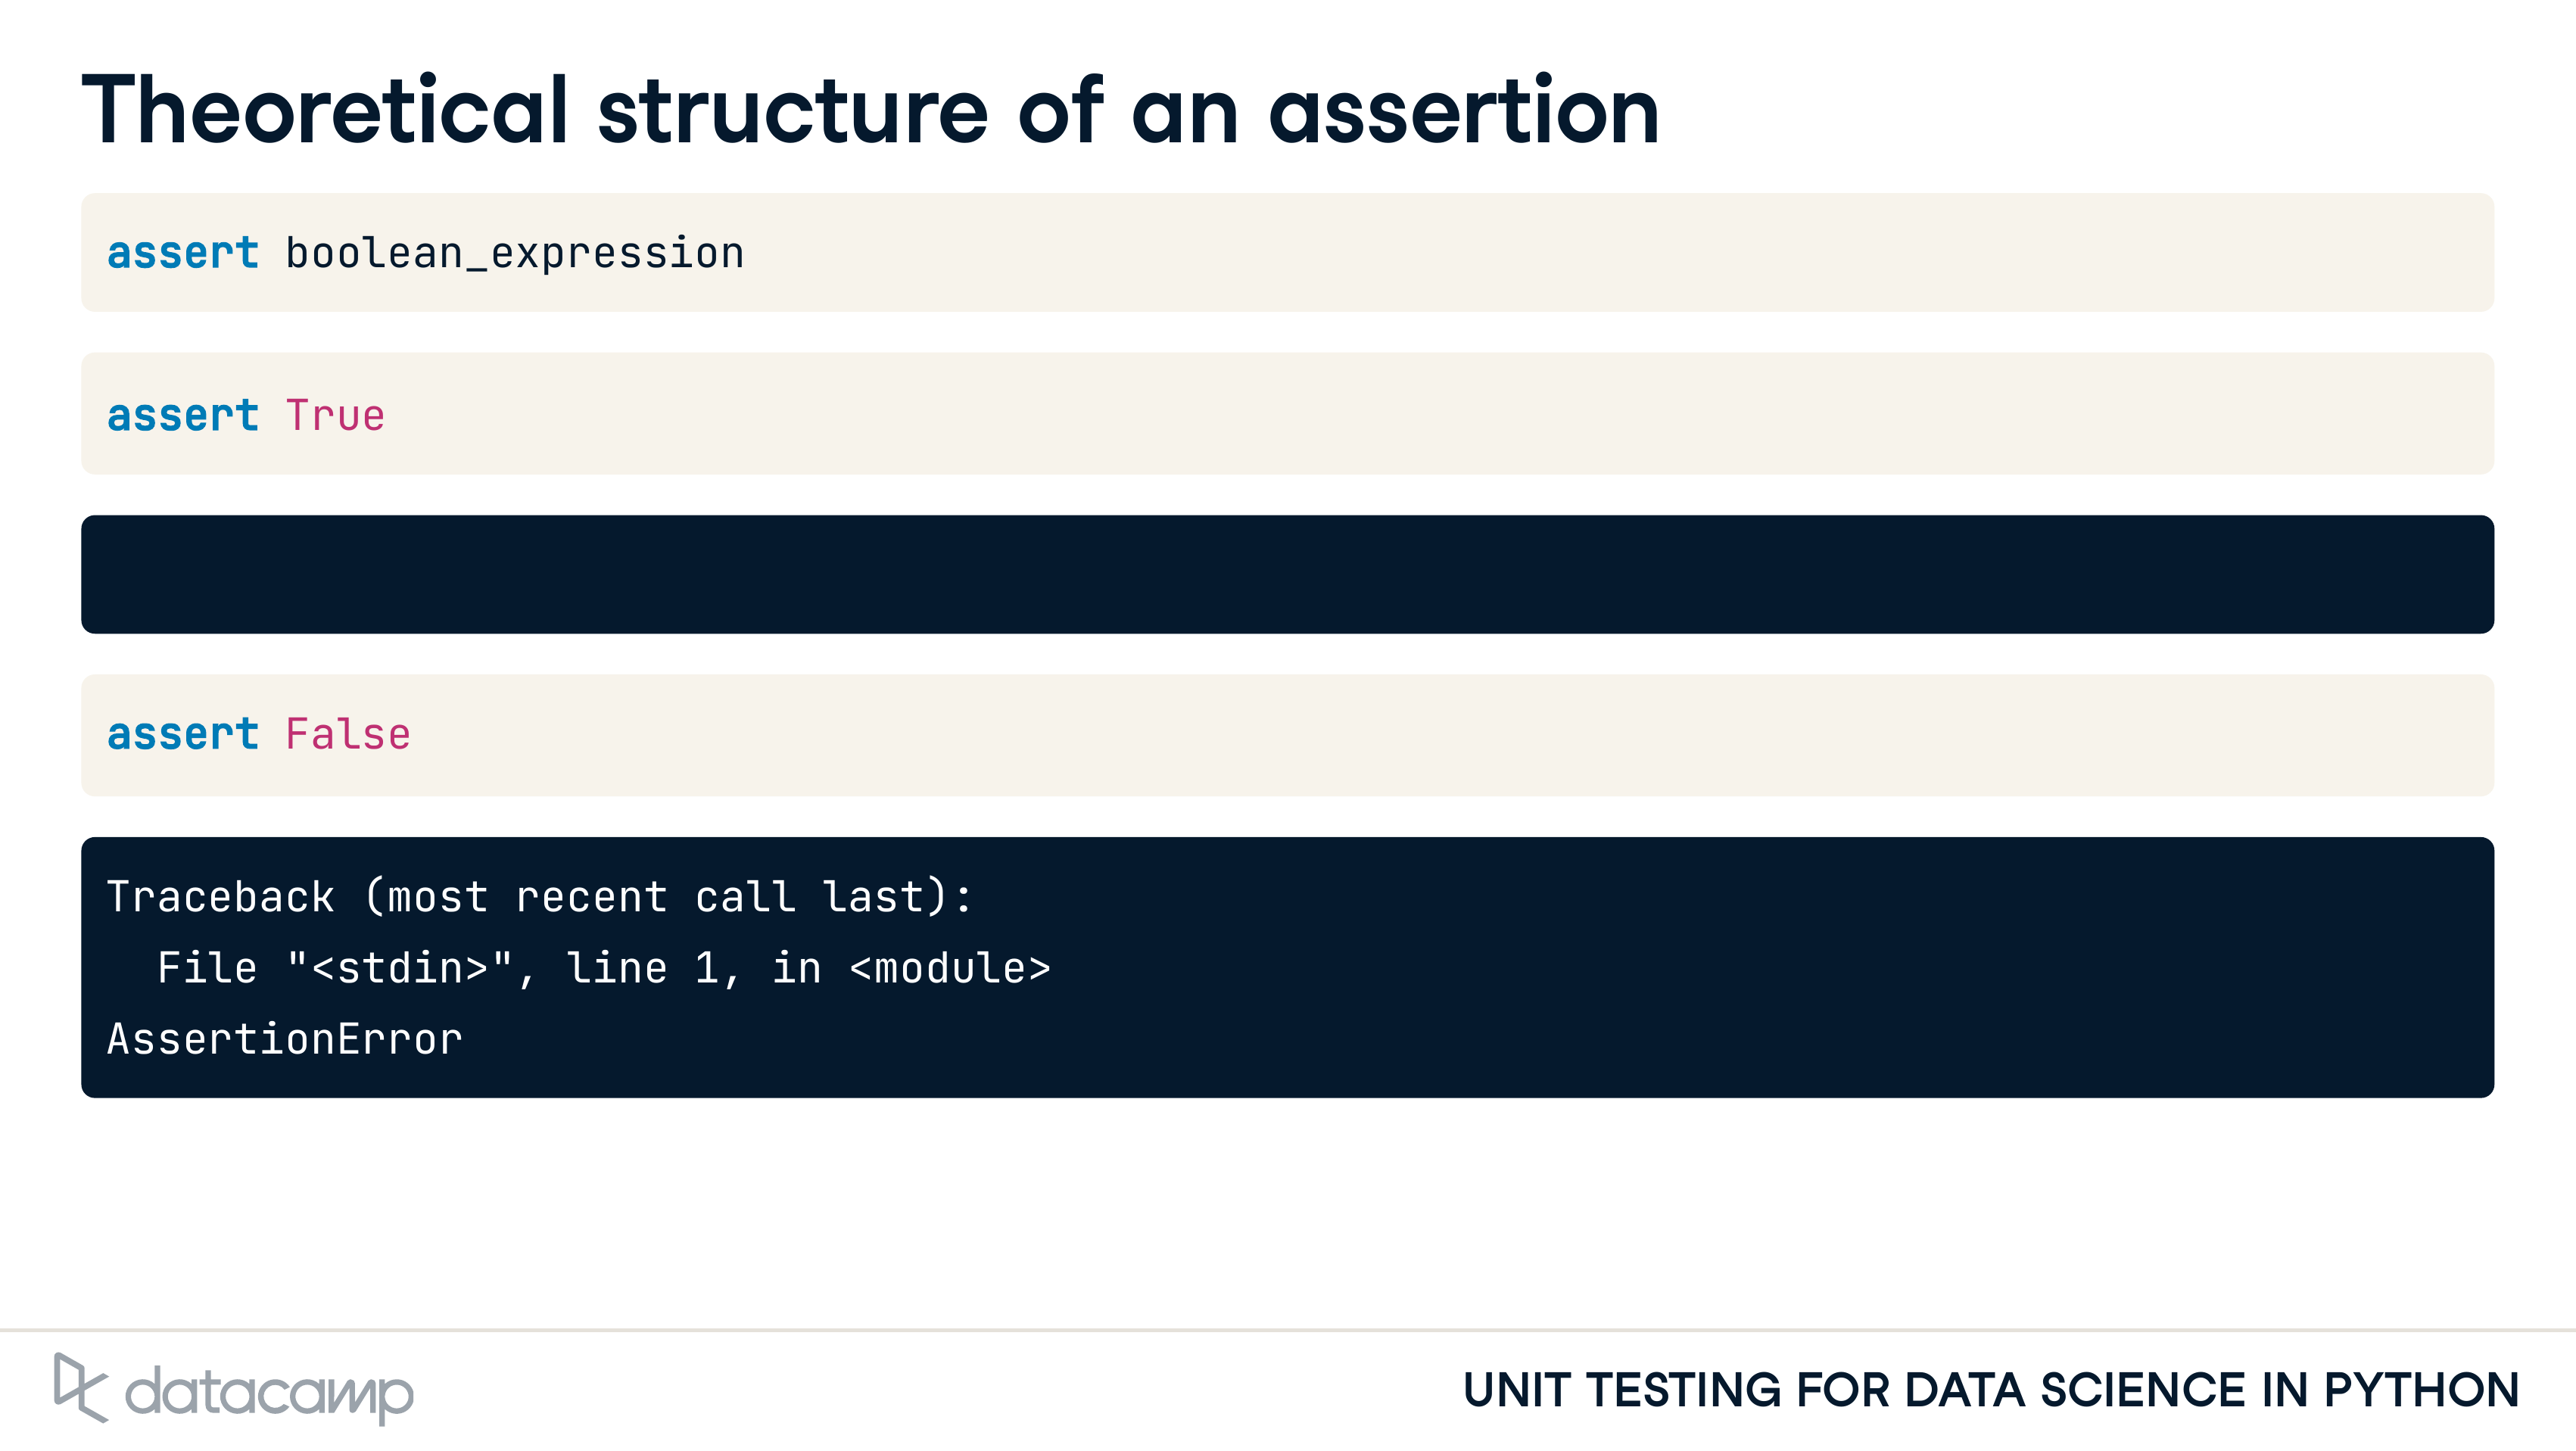 Theoretical structure of an assertion
assert boolean_expression
assert True
assert False
Traceback (most recent call last):
  File "<stdin>", line 1, in <module>
AssertionError
datacamp
UNIT TESTING FOR DATA SCIENCE IN PYTHON